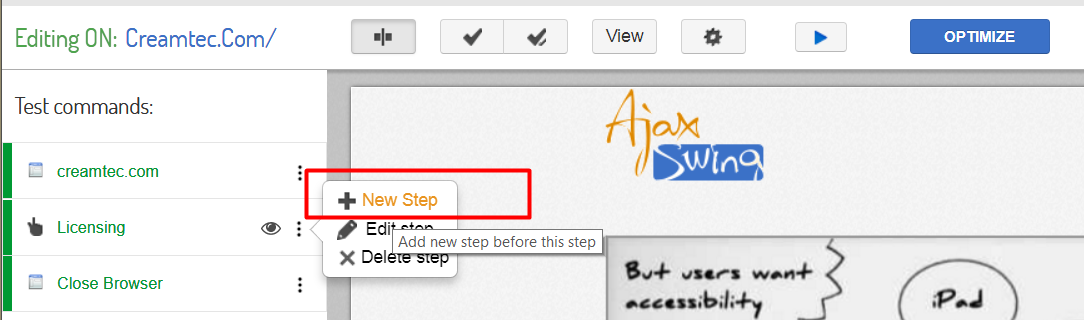 Editing ON: Creamtec.Com/
View
OPTIMIZE
Test commands:
creamtec.com
Licensing
Close Browser
New Step
Edit step
Add new step before this step
Delete step
Ajax
Swing
But users want
accessibility
iPad